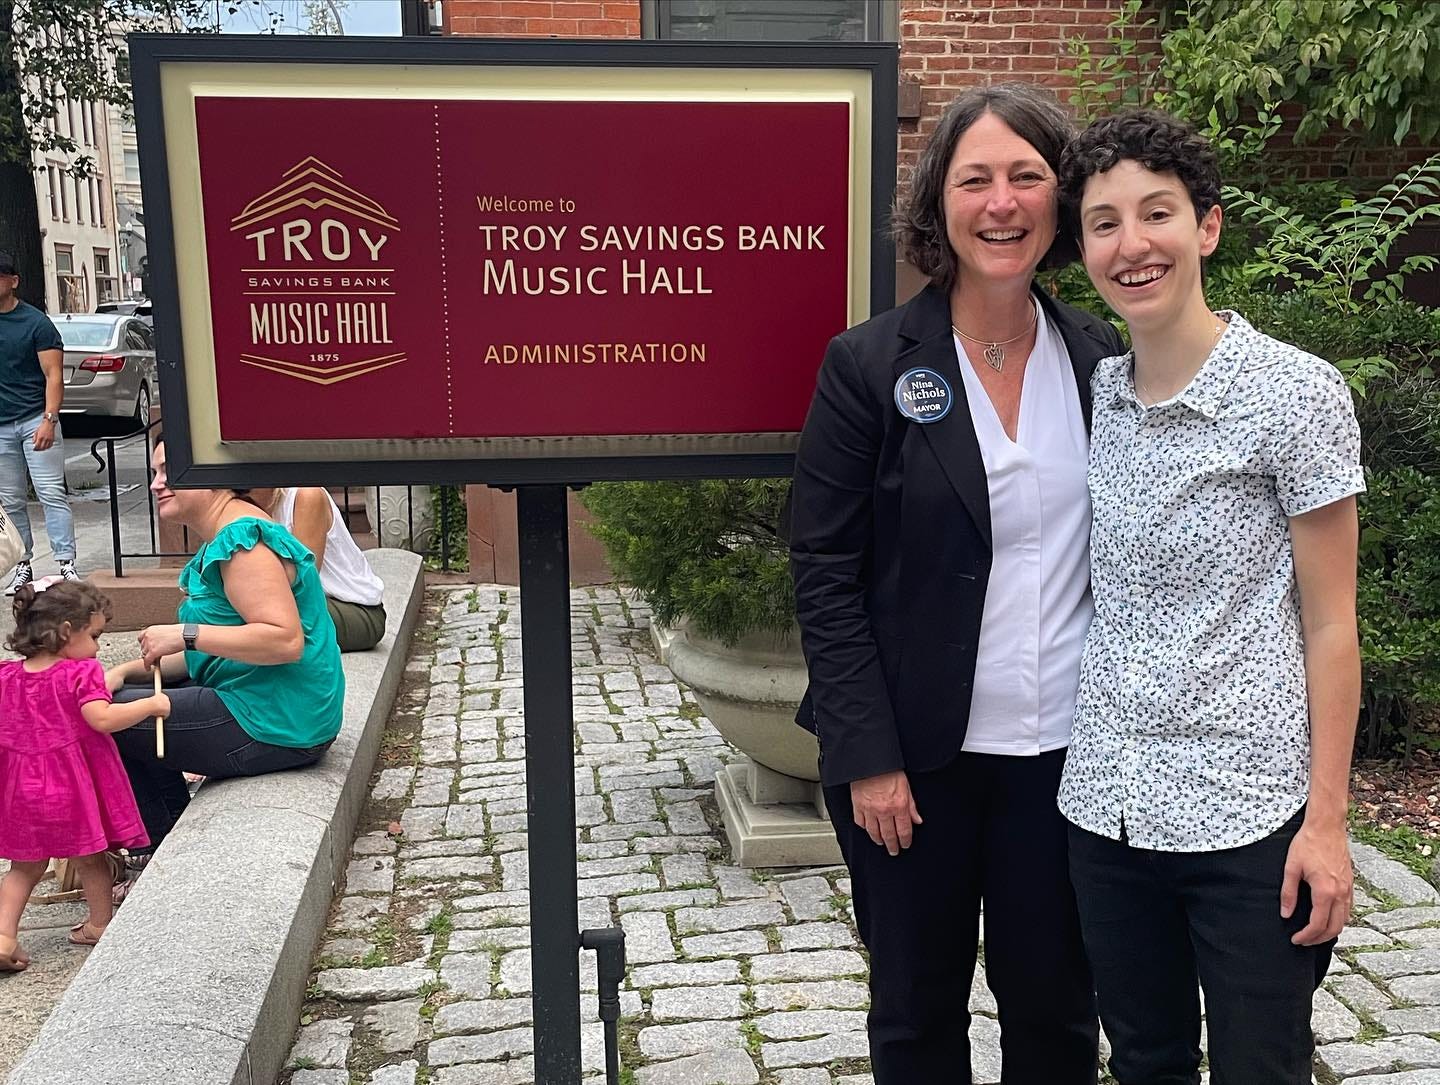 TROY
SAVINGS BANK
MUSIC HALL
1875
Welcome to
TROY SAVINGS BANK
MUSIC HALL
ADMINISTRATION
Nina
Nichols
MAYOR